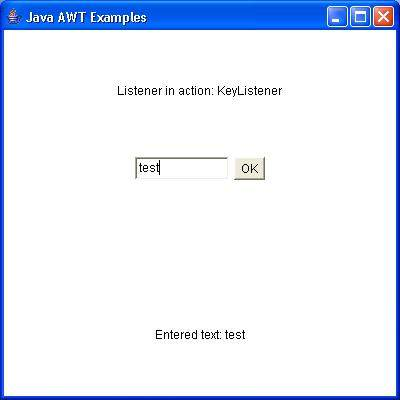 Java AWT Examples
Listener in action: KeyListener
test OK
Entered text: test